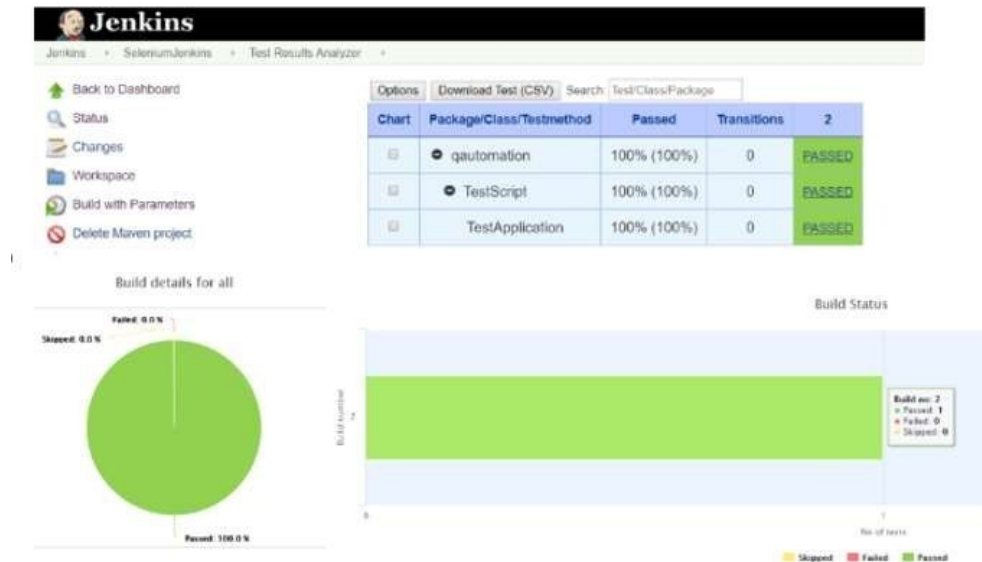 Jenkins
Jenkins SeleniumJenkins Test Results Analyzer
Back to Dashboard
Status
Changes
Workspace
Build with Parameters
Delete Maven project
Options Download Test (CSV) Search: Test/Class/Package
Chart Package/Class/Testmethod Passed Transitions 2
qautomation 100% (100%) 0 PASSED
TestScript 100% (100%) 0 PASSED
TestApplication 100% (100%) 0 PASSED
Build details for all
Failed: 0.0 %
Skipped: 0.0 %
Passed: 100.0 %
Build Status
Build number
2
Build no: 2
Passed: 1
Failed: 0
Skipped: 0
0 1
No of tests
Skipped Failed Passed